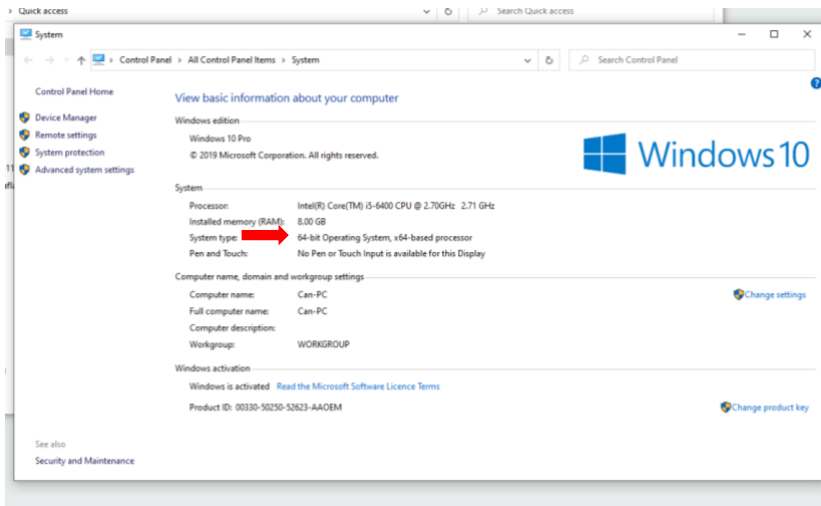 Quick access
Search Quick access
System
Control Panel > All Control Panel Items > System
Search Control Panel
Control Panel Home
Device Manager
Remote settings
System protection
Advanced system settings
View basic information about your computer
Windows edition
Windows 10 Pro
© 2019 Microsoft Corporation. All rights reserved.
Windows 10
System
Processor: Intel(R) Core(TM) i5-6400 CPU @ 2.70GHz 2.71 GHz
Installed memory (RAM): 8.00 GB
System type: 64-bit Operating System, x64-based processor
Pen and Touch: No Pen or Touch Input is available for this Display
Computer name, domain and workgroup settings
Computer name: Can-PC
Change settings
Full computer name: Can-PC
Computer description:
Workgroup: WORKGROUP
Windows activation
Windows is activated Read the Microsoft Software Licence Terms
Product ID: 00330-50250-52623-AAOEM
Change product key
See also
Security and Maintenance